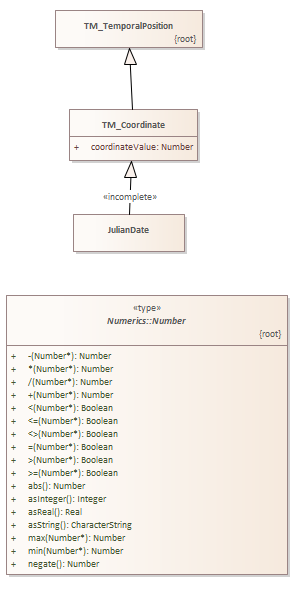 TM_TemporalPosition
{root}
TM_Coordinate
+ coordinateValue: Number
«incomplete»
JulianDate
«type»
Numerics::Number
{root}
+ -(Number*): Number
+ *(Number*): Number
+ /(Number*): Number
+ +(Number*): Number
+ <(Number*): Boolean
+ <=(Number*): Boolean
+ <>(Number*): Boolean
+ =(Number*): Boolean
+ >(Number*): Boolean
+ >=(Number*): Boolean
+ abs(): Number
+ asInteger(): Integer
+ asReal(): Real
+ asString(): CharacterString
+ max(Number*): Number
+ min(Number*): Number
+ negate(): Number